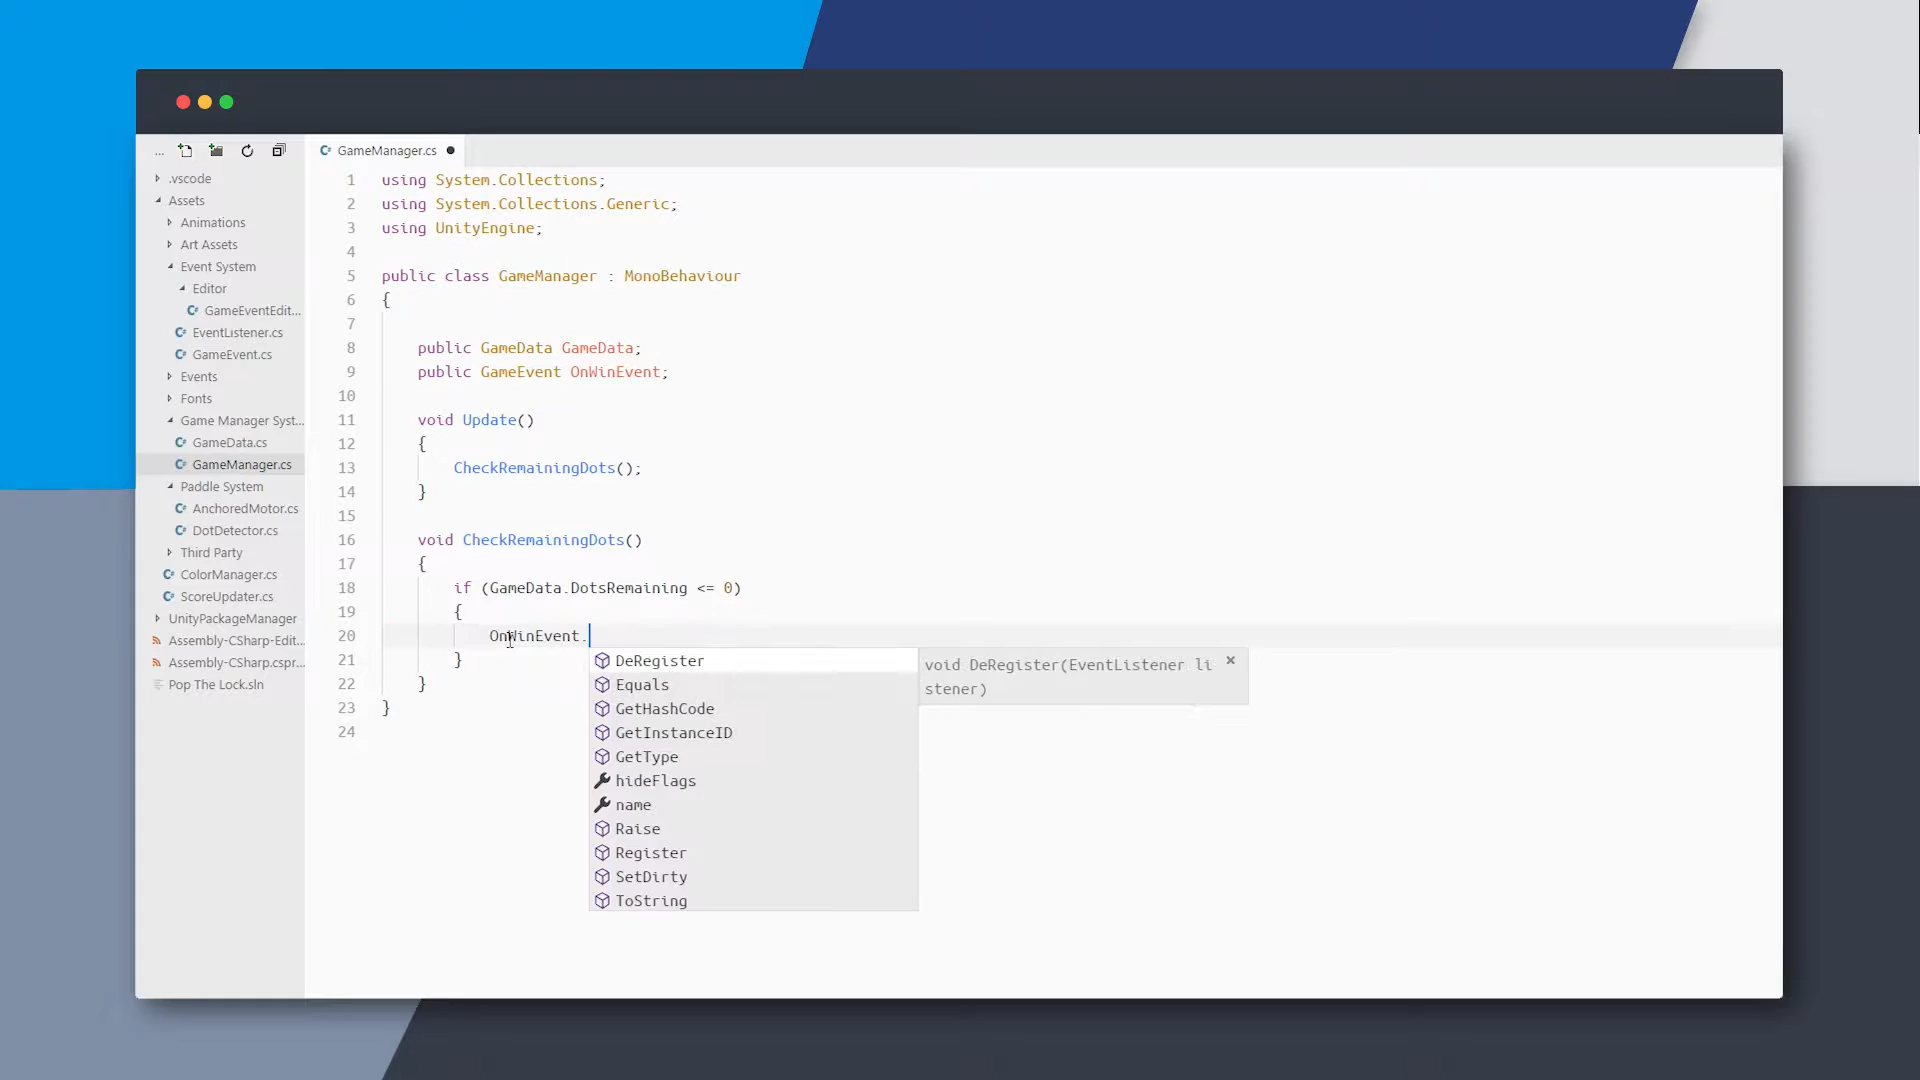 ...
GameManager.cs
.vscode
Assets
Animations
Art Assets
Event System
Editor
GameEventEdit...
EventListener.cs
GameEvent.cs
Events
Fonts
Game Manager Syst...
GameData.cs
GameManager.cs
Paddle System
AnchoredMotor.cs
DotDetector.cs
Third Party
ColorManager.cs
ScoreUpdater.cs
UnityPackageManager
Assembly-CSharp-Edit...
Assembly-CSharp.cspr...
Pop The Lock.sln
1 using System.Collections;
2 using System.Collections.Generic;
3 using UnityEngine;
4
5 public class GameManager : MonoBehaviour
6 {
7
8 public GameData GameData;
9 public GameEvent OnWinEvent;
10
11 void Update()
12 {
13 CheckRemainingDots();
14 }
15
16 void CheckRemainingDots()
17 {
18 if (GameData.DotsRemaining <= 0)
19 {
20 OnWinEvent.
21 }
22 }
23 }
24
DeRegister
Equals
GetHashCode
GetInstanceID
GetType
hideFlags
name
Raise
Register
SetDirty
ToString
void DeRegister(EventListener li
stener)